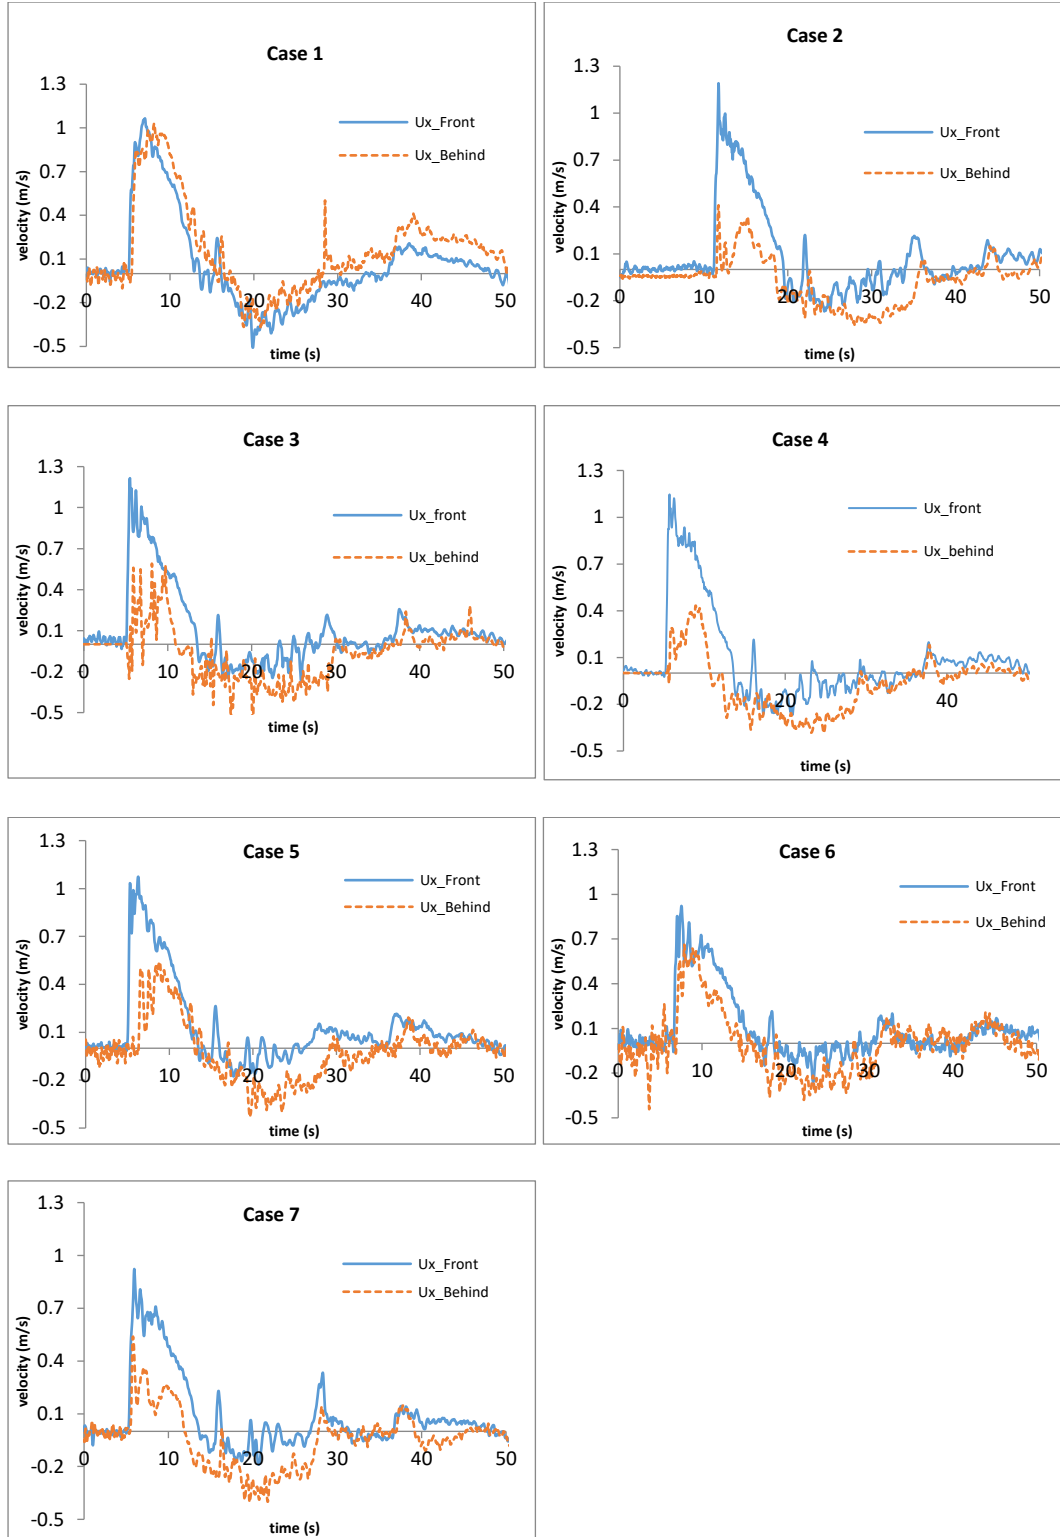 Case 1
1.3
1
0.7
0.4
0.1
-0.2
-0.5
0 10 20 30 40 50
velocity (m/s)
time (s)
Ux_Front
Ux_Behind
Case 2
1.3
1
0.7
0.4
0.1
-0.2
-0.5
0 10 20 30 40 50
velocity (m/s)
time (s)
Ux_Front
Ux_Behind
Case 3
1.3
1
0.7
0.4
0.1
-0.2
-0.5
0 10 20 30 40 50
velocity (m/s)
time (s)
Ux_front
Ux_behind
Case 4
1.3
1
0.7
0.4
0.1
-0.2
-0.5
0 20 40
velocity (m/s)
time (s)
Ux_front
Ux_behind
Case 5
1.3
1
0.7
0.4
0.1
-0.2
-0.5
0 10 20 30 40 50
velocity (m/s)
time (s)
Ux_Front
Ux_Behind
Case 6
1.3
1
0.7
0.4
0.1
-0.2
-0.5
0 10 20 30 40 50
velocity (m/s)
time (s)
Ux_Front
Ux_Behind
Case 7
1.3
1
0.7
0.4
0.1
-0.2
-0.5
0 10 20 30 40 50
velocity (m/s)
time (s)
Ux_Front
Ux_Behind